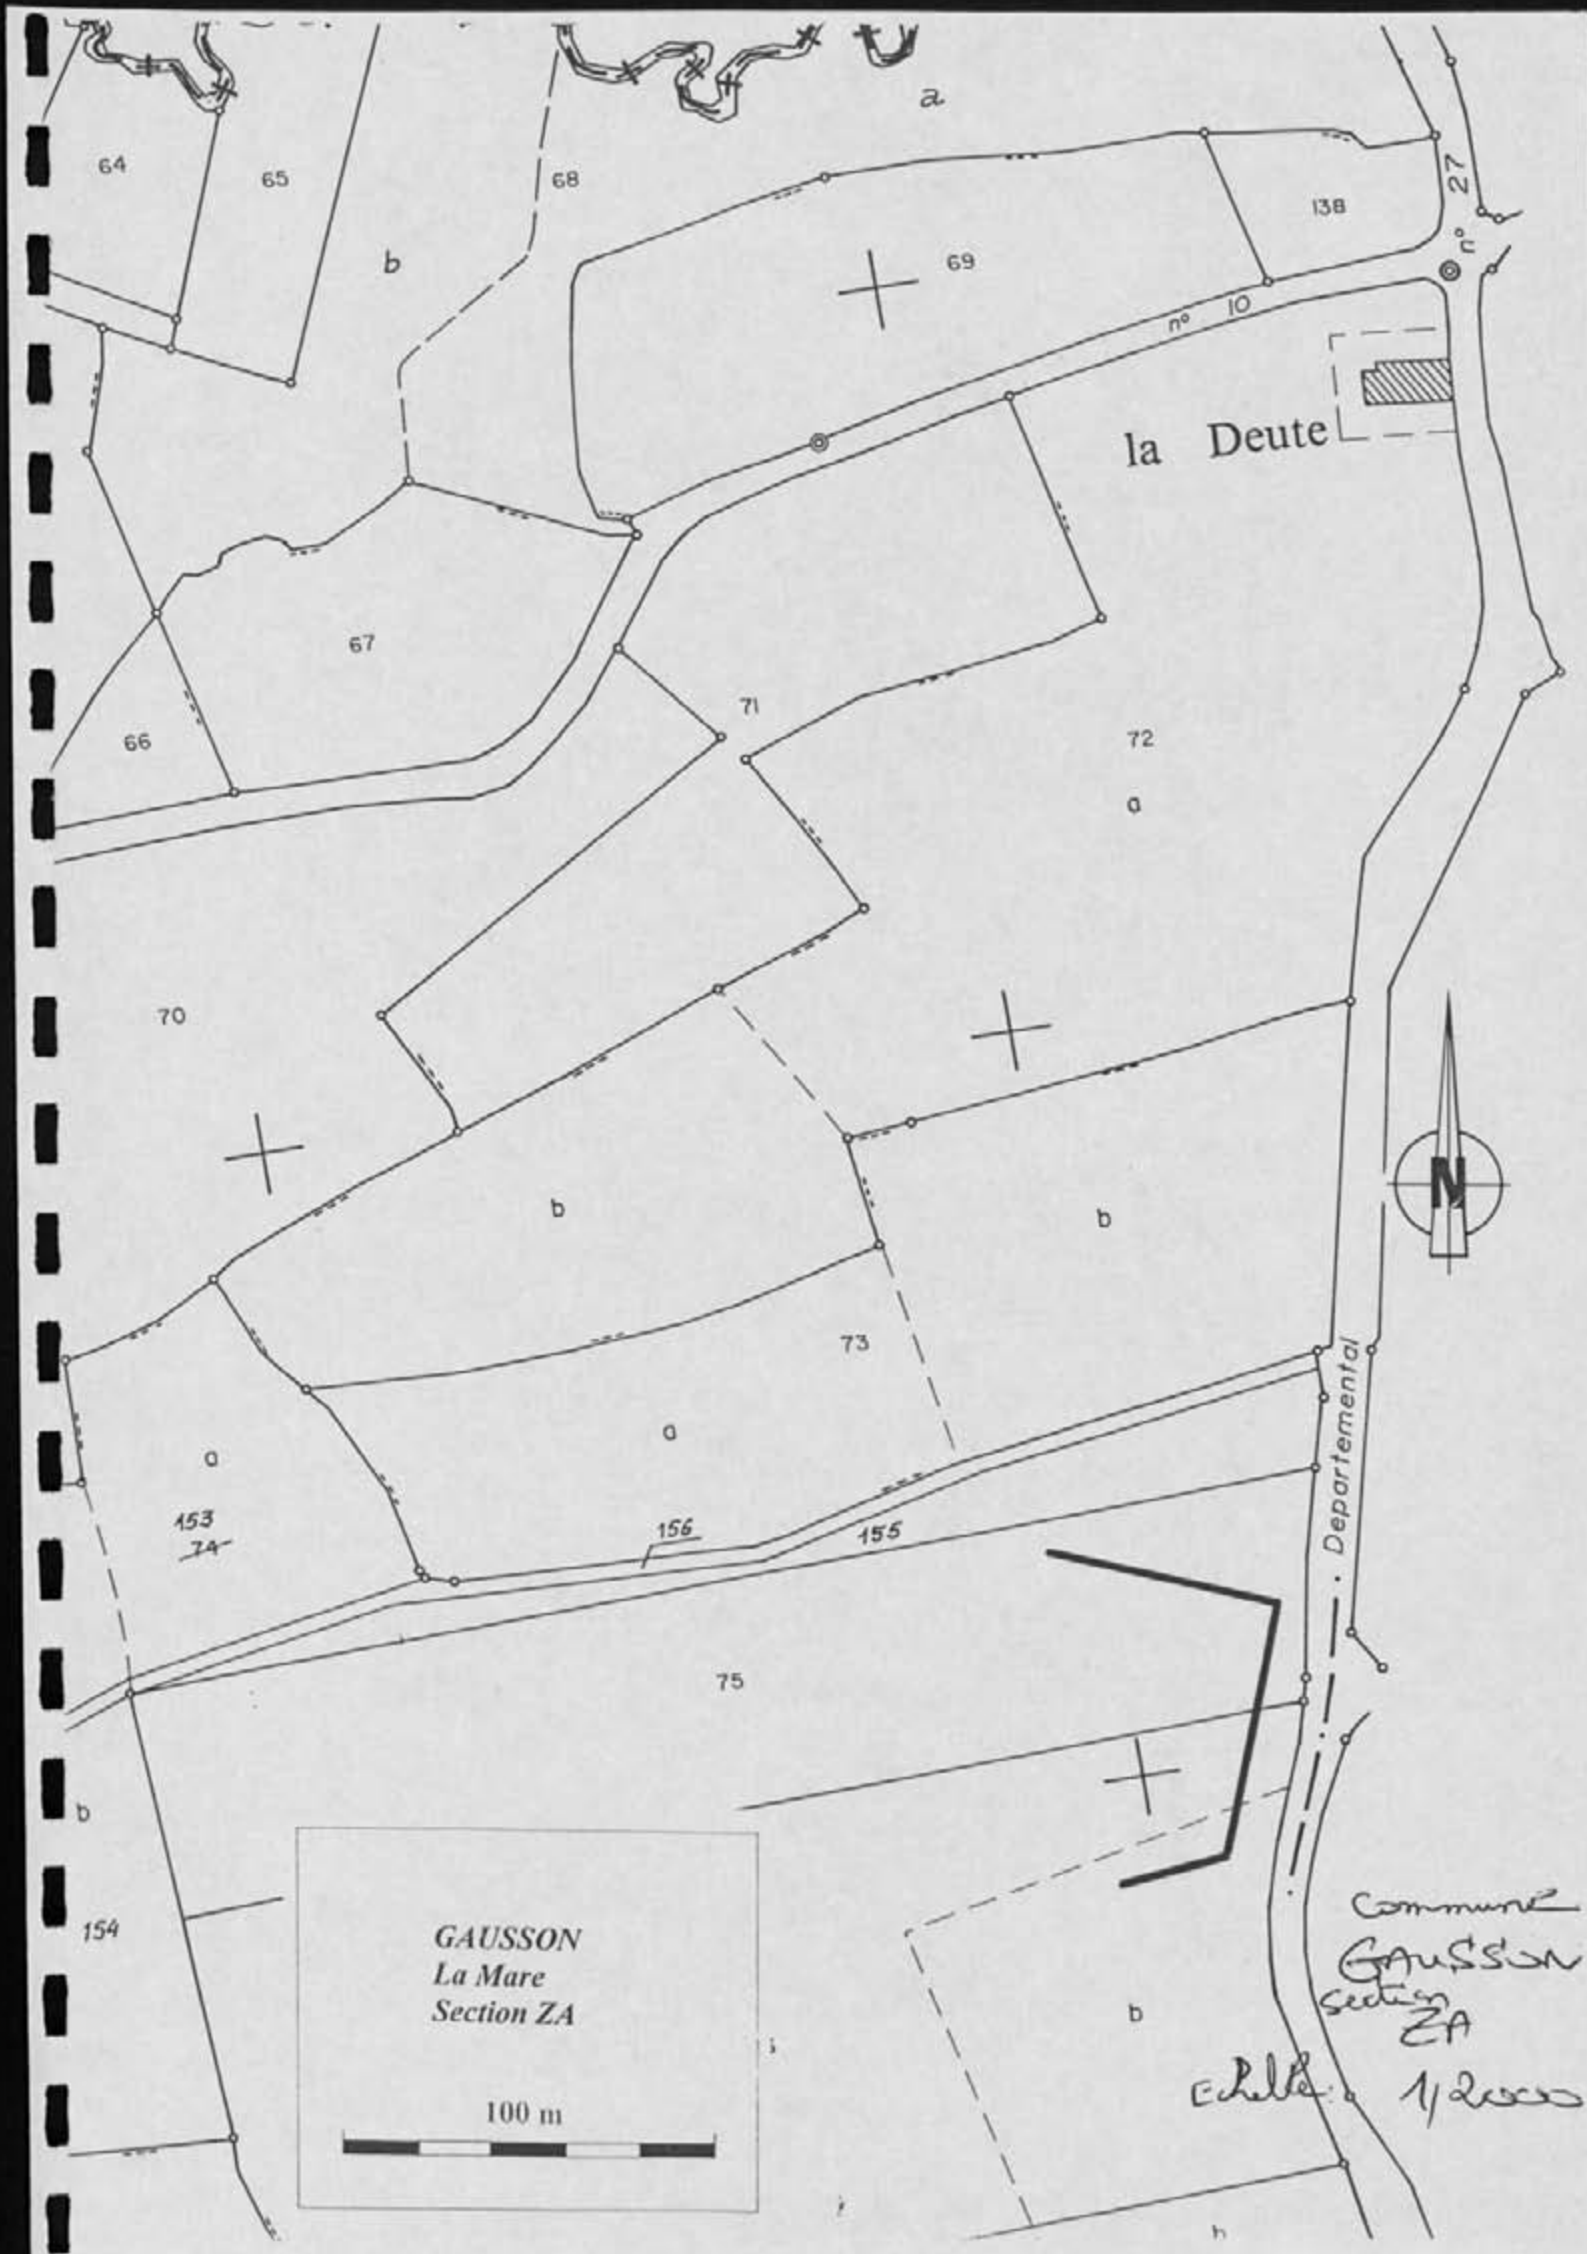 a
64
65
68
27
138
n°
b
69
n° 10
la Deute
67
71
66
72
a
70
N
b
b
73
Departemental
a
a
153
74
156
155
75
b
154
GAUSSON
La Mare
Section ZA
100 m
Commune
GAUSSON
section
ZA
b
Echelle: 1/2000